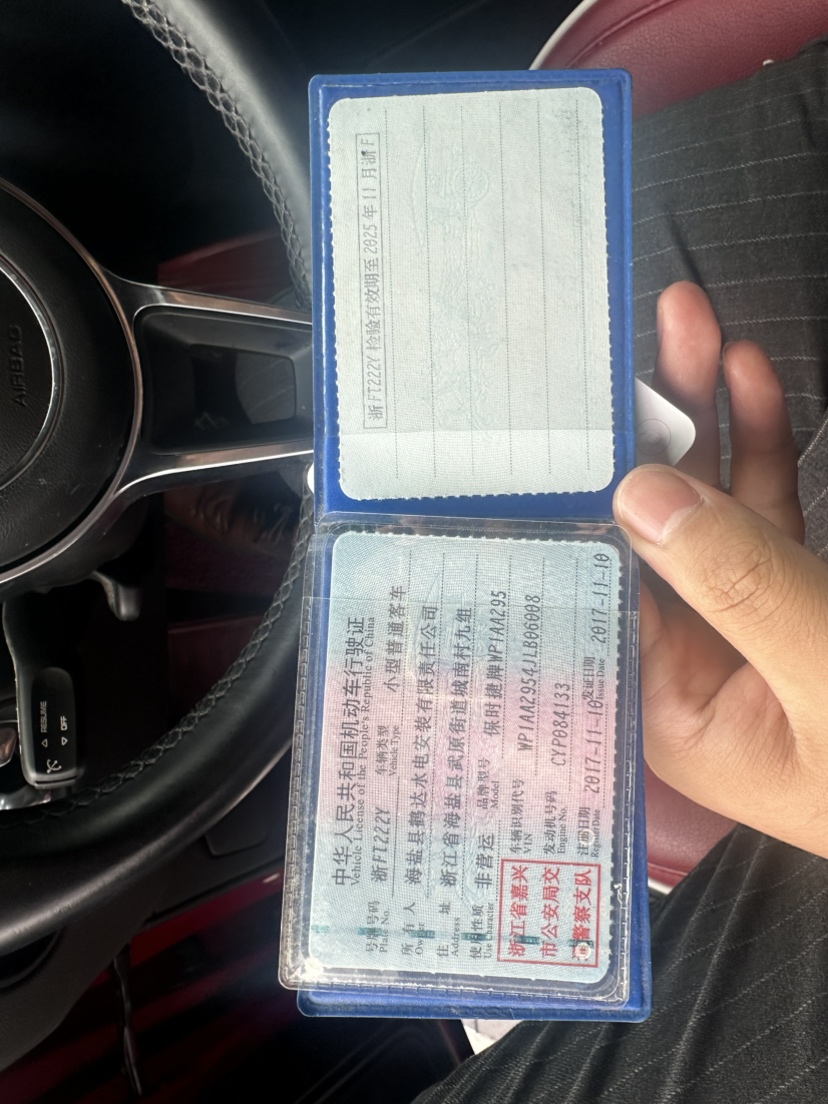 中华人民共和国机动车行驶证
Vehicle License of the People's Republic of China
号牌号码 浙FT222Y 车辆类型 小型普通客车
Plate No. Vehicle Type
所有人 海盐县鹤达水电安装有限责任公司
Owner
住址 浙江省海盐县武原街道城南村九组
Address
使用性质 非营运 品牌型号 保时捷牌WP1AA295
Use Character Model
浙江省嘉兴
市公安局交
通警察支队
车辆识别代号 WP1AA2954JLB06008
VIN
发动机号码 CYP084133
Engine No.
注册日期 2017-11-10 发证日期 2017-11-10
Register Date Issue Date
浙FT222Y 检验有效期至 2025 年 11 月浙F
AIRBAG
RESUME
OFF